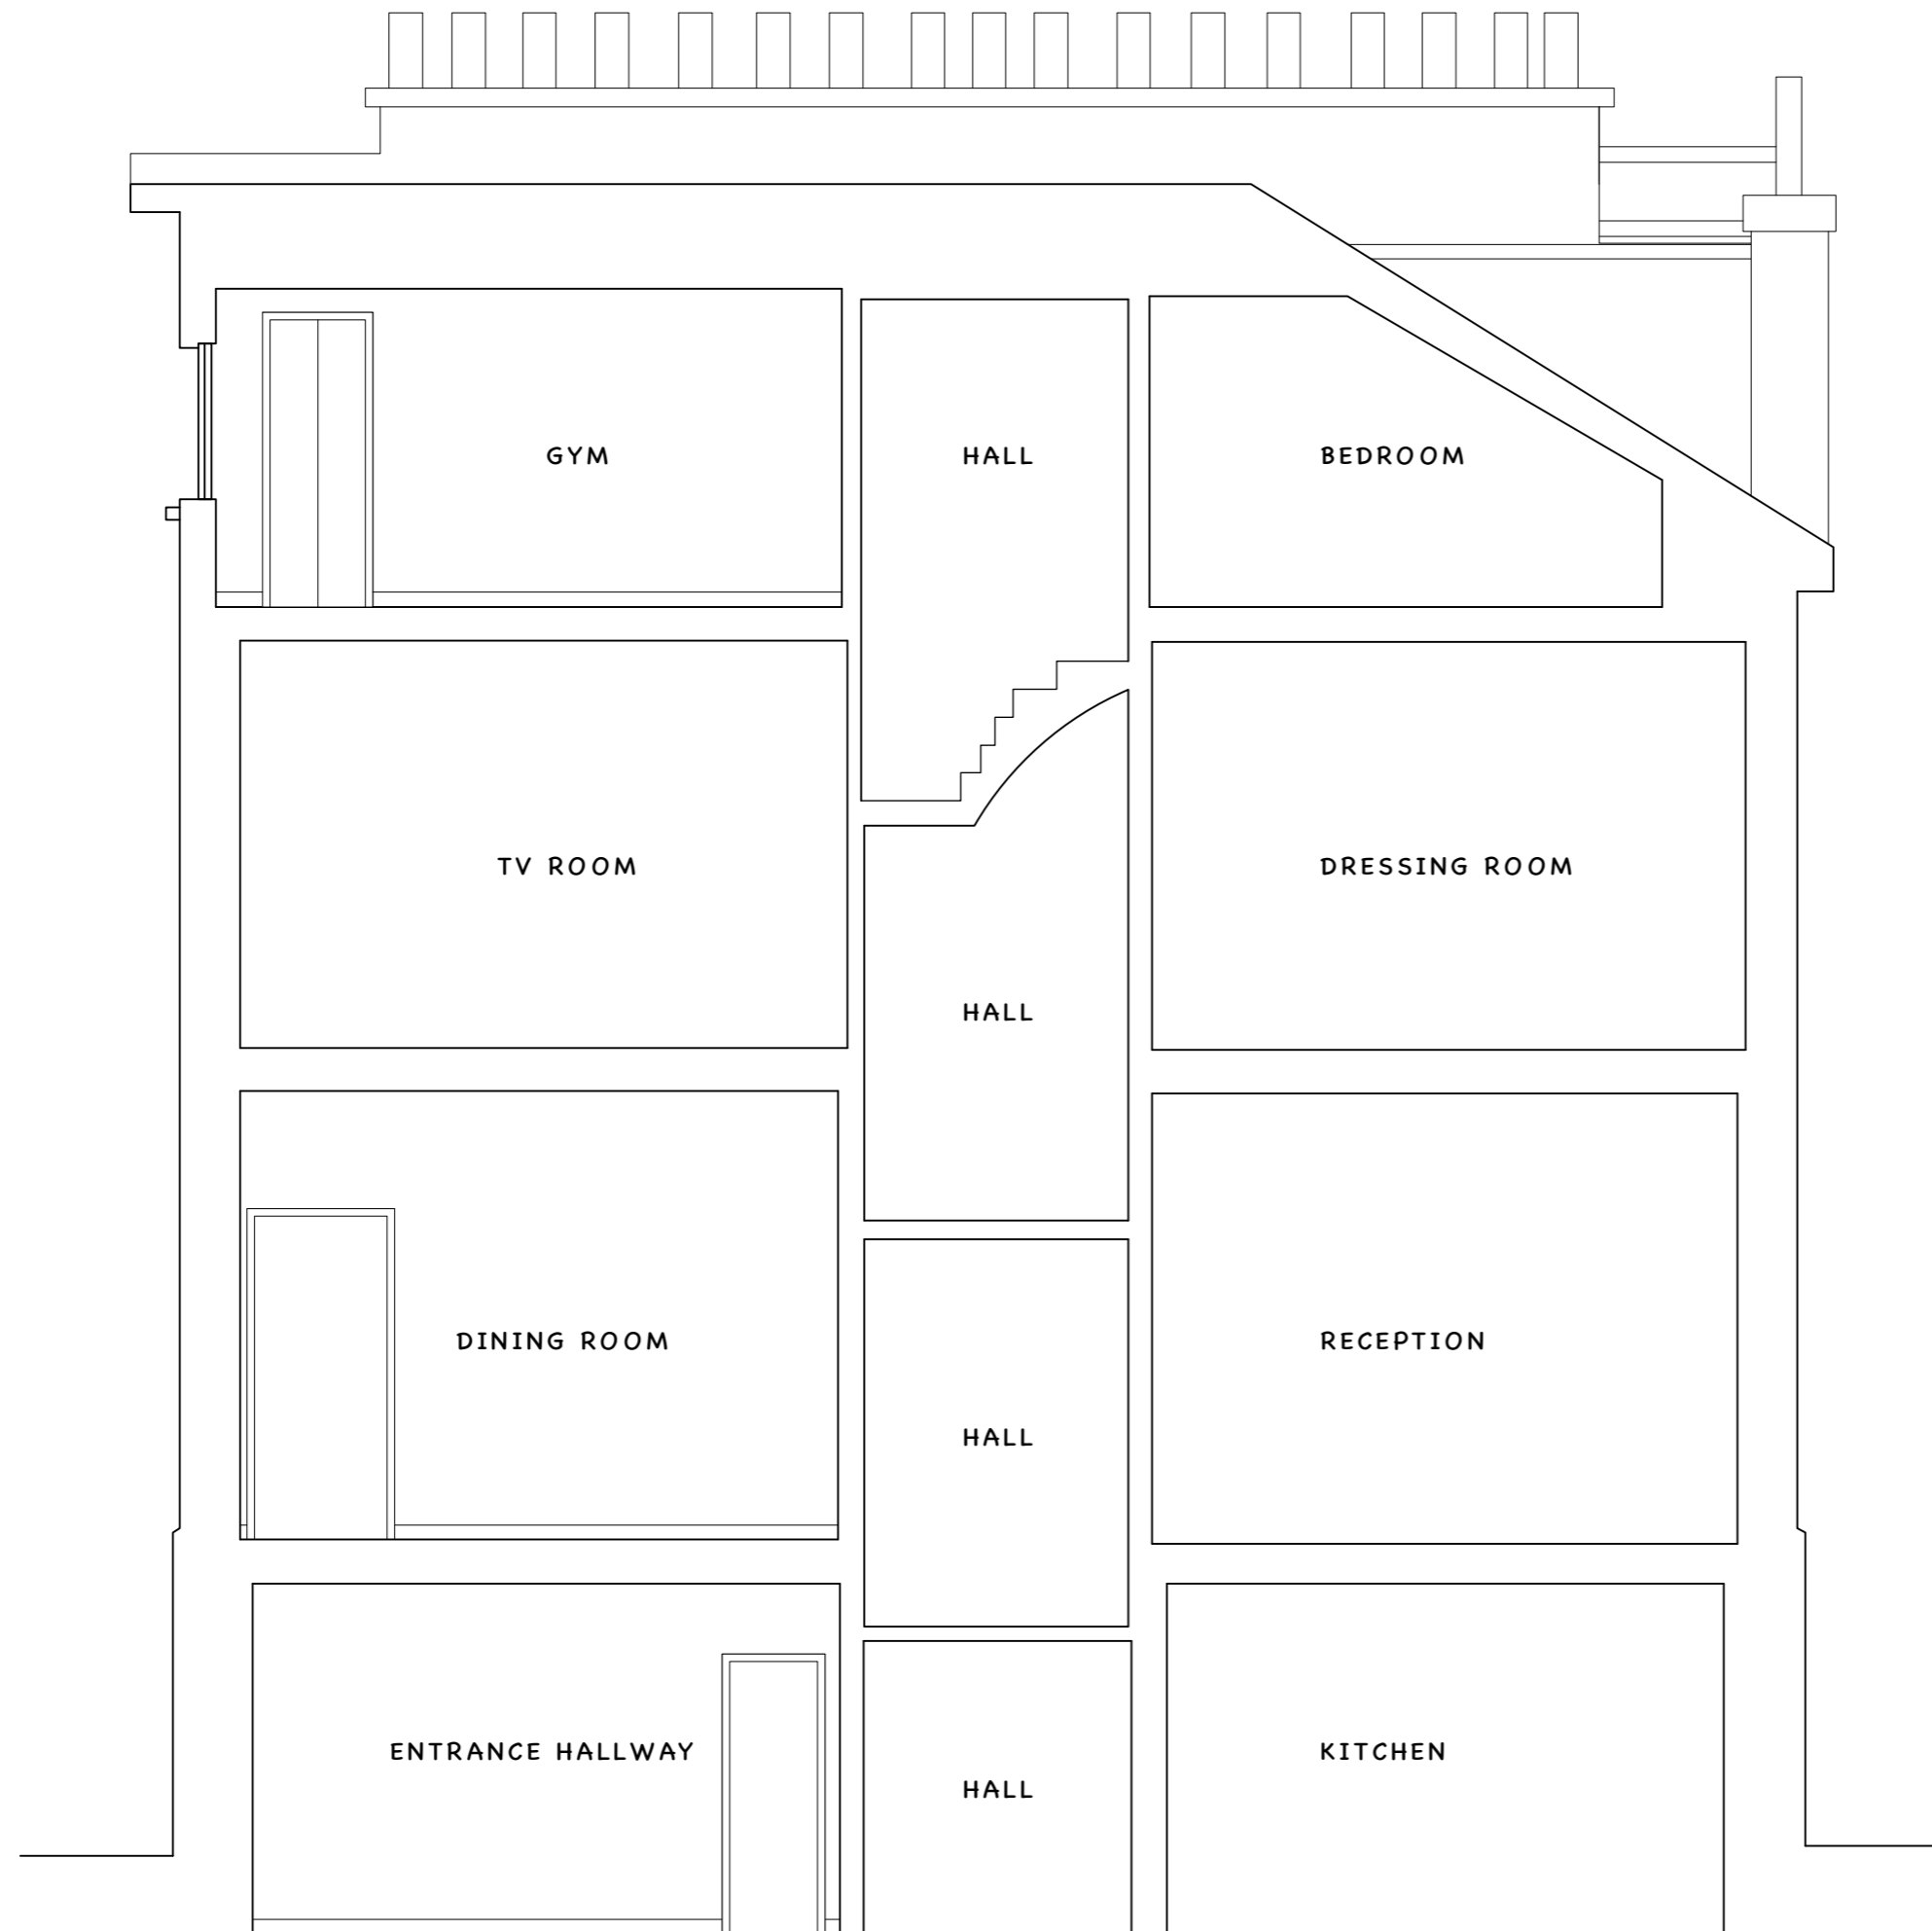 GYM
HALL
BEDROOM
TV ROOM
DRESSING ROOM
HALL
DINING ROOM
RECEPTION
HALL
ENTRANCE HALLWAY
KITCHEN
HALL